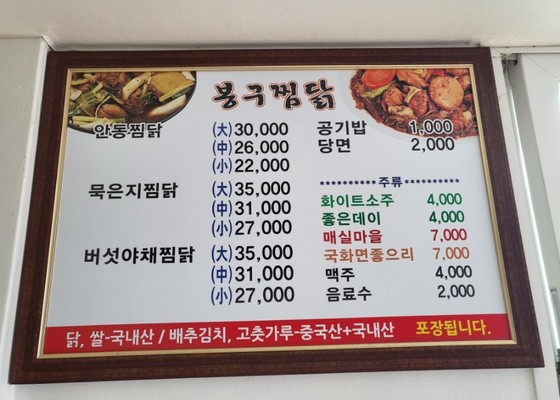 봉구찜닭
안동찜닭 (大) 30,000
(中) 26,000
(小) 22,000
묵은지찜닭 (大) 35,000
(中) 31,000
(小) 27,000
버섯야채찜닭 (大) 35,000
(中) 31,000
(小) 27,000
공기밥 1,000
당면 2,000
********** 주류 **********
화이트소주 4,000
좋은데이 4,000
매실마을 7,000
국화면좋으리 7,000
맥주 4,000
음료수 2,000
닭, 쌀-국내산 / 배추김치, 고춧가루-중국산+국내산 포장됩니다.